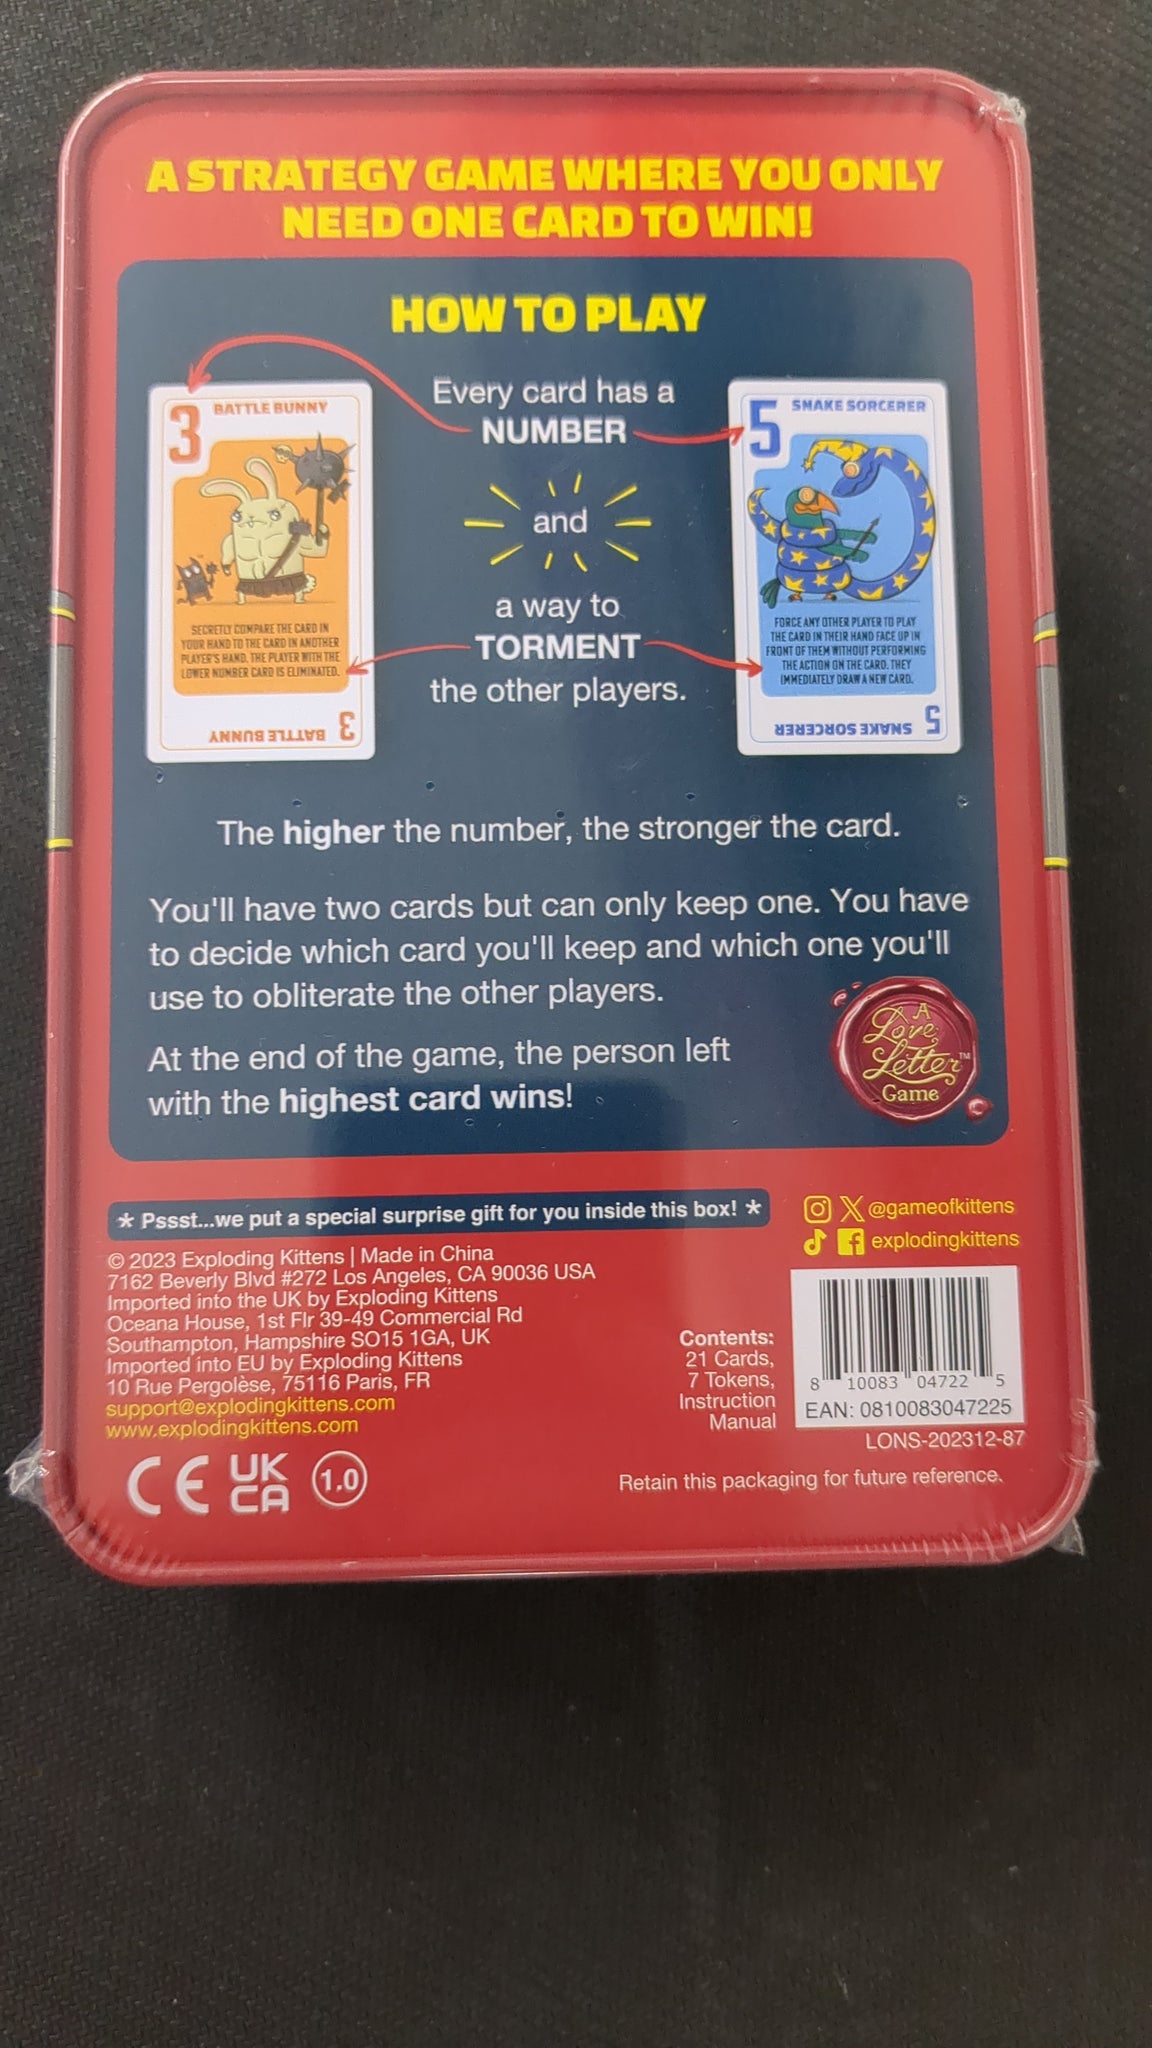 A STRATEGY GAME WHERE YOU ONLY
NEED ONE CARD TO WIN!
HOW TO PLAY
3 BATTLE BUNNY
SECRETLY COMPARE THE CARD IN
YOUR HAND TO THE CARD IN ANOTHER
PLAYER'S HAND. THE PLAYER WITH THE
LOWER NUMBER CARD IS ELIMINATED.
3 BATTLE BUNNY
Every card has a
NUMBER
and
a way to
TORMENT
the other players.
5 SNAKE SORCERER
FORCE ANY OTHER PLAYER TO PLAY
THE CARD IN THEIR HAND FACE UP IN
FRONT OF THEM WITHOUT PERFORMING
THE ACTION ON THE CARD. THEY
IMMEDIATELY DRAW A NEW CARD.
5 SNAKE SORCERER
The higher the number, the stronger the card.
You'll have two cards but can only keep one. You have
to decide which card you'll keep and which one you'll
use to obliterate the other players.
At the end of the game, the person left
with the highest card wins!
A
Love
Letter™
Game
* Pssst...we put a special surprise gift for you inside this box! *
@gameofkittens
explodingkittens
© 2023 Exploding Kittens | Made in China
7162 Beverly Blvd #272 Los Angeles, CA 90036 USA
Imported into the UK by Exploding Kittens
Oceana House, 1st Flr 39-49 Commercial Rd
Southampton, Hampshire SO15 1GA, UK
Imported into EU by Exploding Kittens
10 Rue Pergolèse, 75116 Paris, FR
support@explodingkittens.com
www.explodingkittens.com
CE UK
CA 1.0
Contents:
21 Cards,
7 Tokens,
Instruction
Manual
8 10083 04722 5
EAN: 0810083047225
LONS-202312-87
Retain this packaging for future reference.